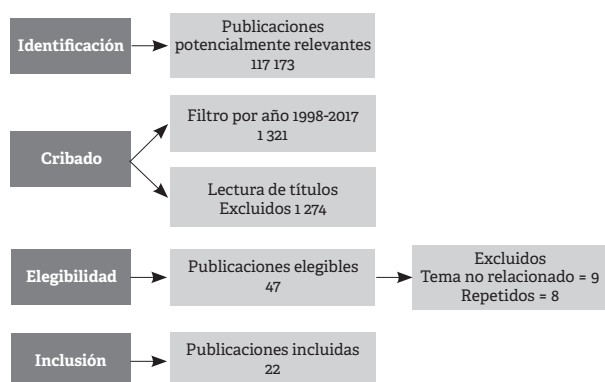 Identificación
Publicaciones
potencialmente relevantes
117 173
Cribado
Filtro por año 1998-2017
1 321
Lectura de títulos
Excluidos 1 274
Elegibilidad
Publicaciones elegibles
47
Excluidos
Tema no relacionado = 9
Repetidos = 8
Inclusión
Publicaciones incluidas
22